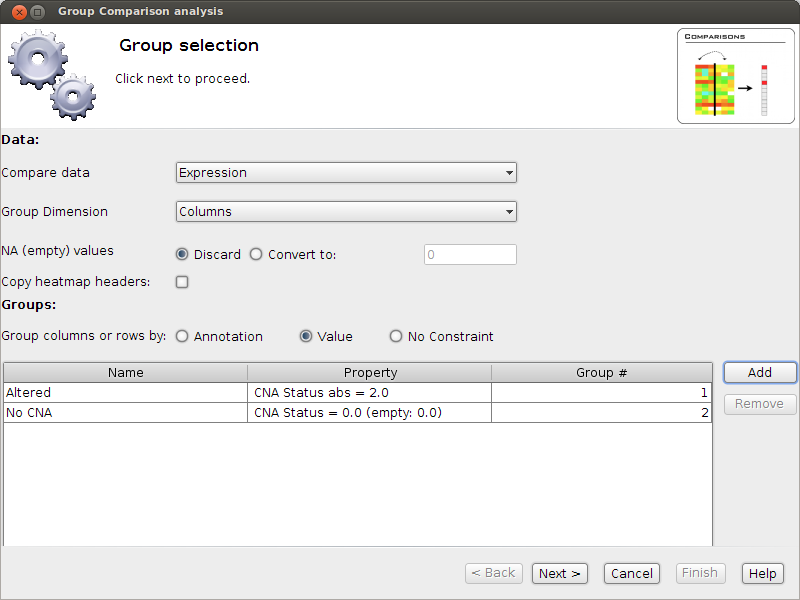 Group Comparison analysis
Group selection
Click next to proceed.
COMPARISONS
Data:
Compare data Expression
Group Dimension Columns
NA (empty) values Discard Convert to: 0
Copy heatmap headers:
Groups:
Group columns or rows by: Annotation Value No Constraint
Name Property Group # Add
Altered CNA Status abs = 2.0 1
Remove
No CNA CNA Status = 0.0 (empty: 0.0) 2
< Back Next > Cancel Finish Help